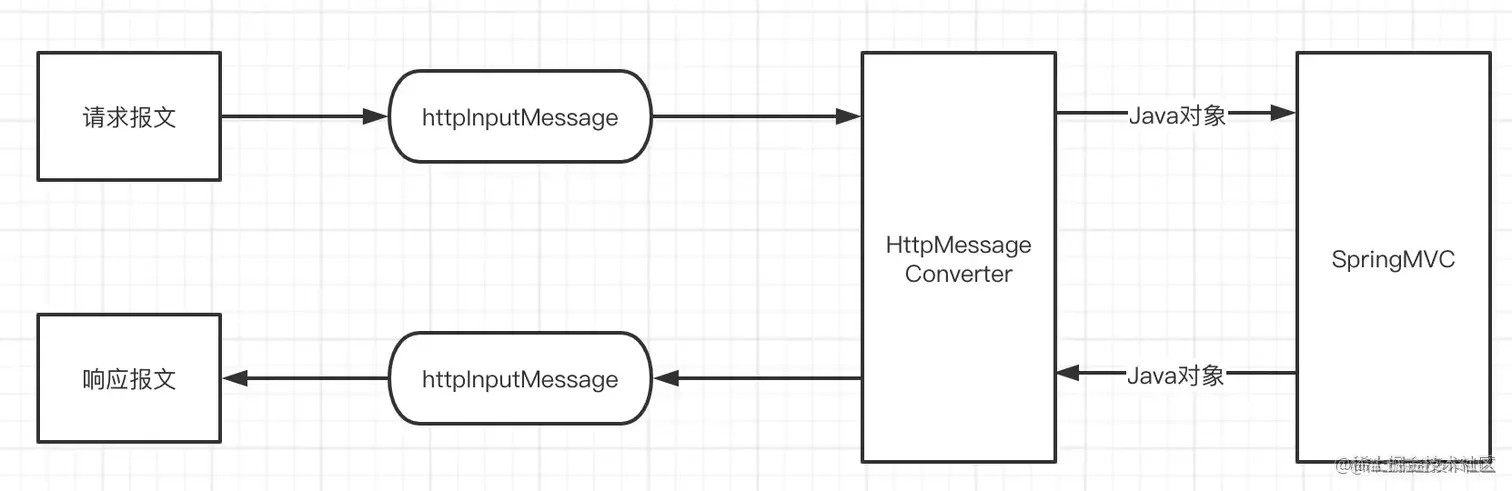 请求报文
httpInputMessage
Java对象
HttpMessage
Converter
SpringMVC
响应报文
httpInputMessage
Java对象
@稀土掘金技术社区